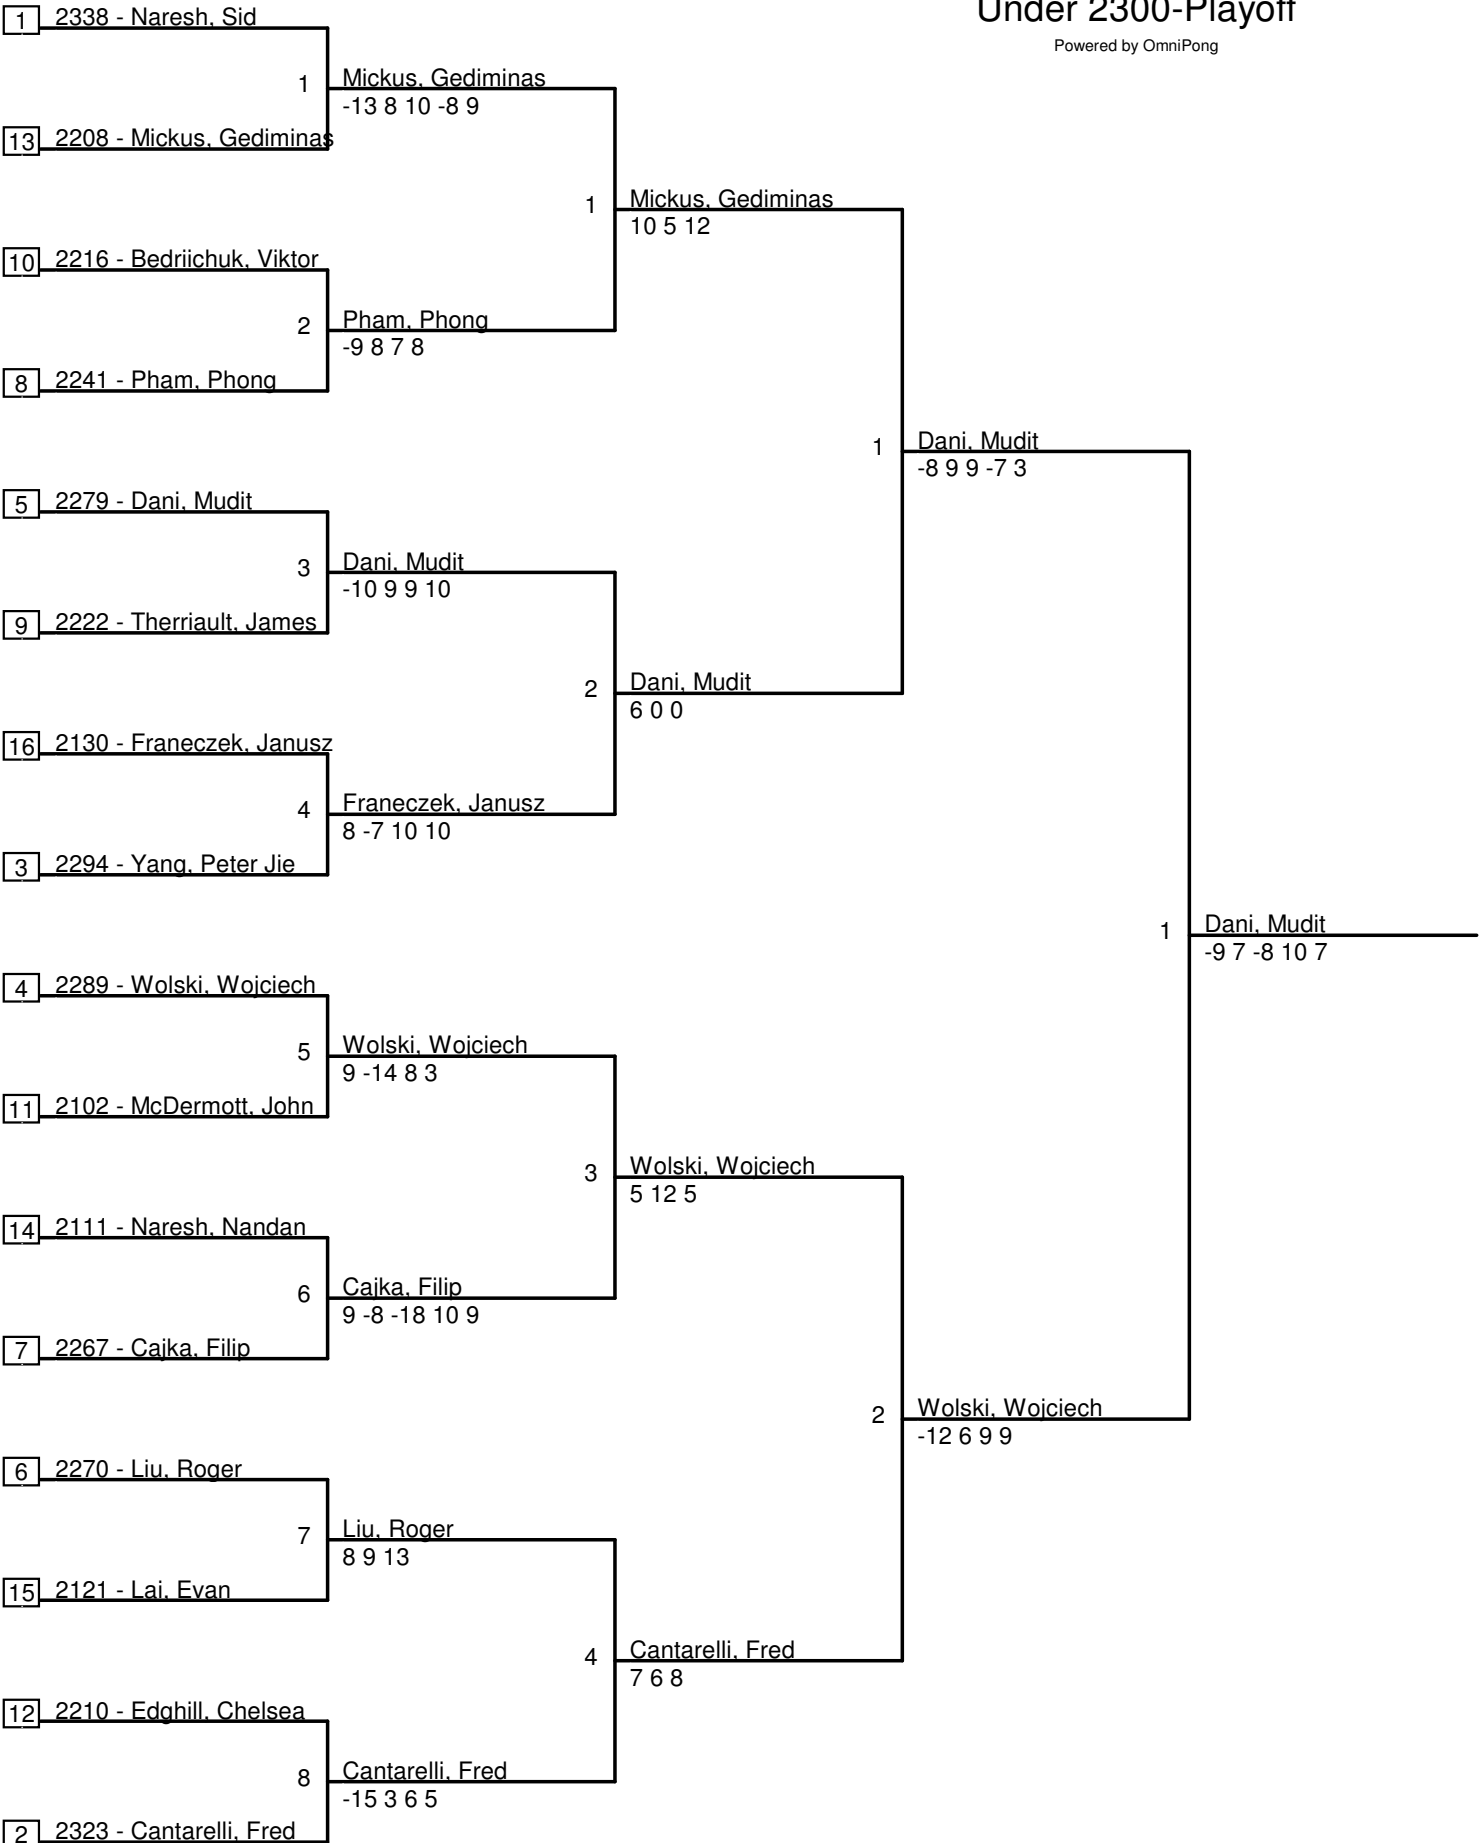 Under 2300-Playoff
Powered by OmniPong
1 2338 - Naresh, Sid
1 Mickus, Gediminas
-13 8 10 -8 9
13 2208 - Mickus, Gediminas
1 Mickus, Gediminas
10 5 12
10 2216 - Bedriichuk, Viktor
2 Pham, Phong
-9 8 7 8
8 2241 - Pham, Phong
1 Dani, Mudit
-8 9 9 -7 3
5 2279 - Dani, Mudit
3 Dani, Mudit
-10 9 9 10
9 2222 - Therriault, James
2 Dani, Mudit
6 0 0
16 2130 - Franeczek, Janusz
4 Franeczek, Janusz
8 -7 10 10
3 2294 - Yang, Peter Jie
1 Dani, Mudit
-9 7 -8 10 7
4 2289 - Wolski, Wojciech
5 Wolski, Wojciech
9 -14 8 3
11 2102 - McDermott, John
3 Wolski, Wojciech
5 12 5
14 2111 - Naresh, Nandan
6 Cajka, Filip
9 -8 -18 10 9
7 2267 - Cajka, Filip
2 Wolski, Wojciech
-12 6 9 9
6 2270 - Liu, Roger
7 Liu, Roger
8 9 13
15 2121 - Lai, Evan
4 Cantarelli, Fred
7 6 8
12 2210 - Edghill, Chelsea
8 Cantarelli, Fred
-15 3 6 5
2 2323 - Cantarelli, Fred